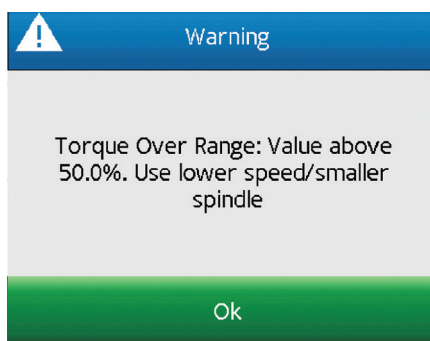 Warning
Torque Over Range: Value above
50.0%. Use lower speed/smaller
spindle
Ok